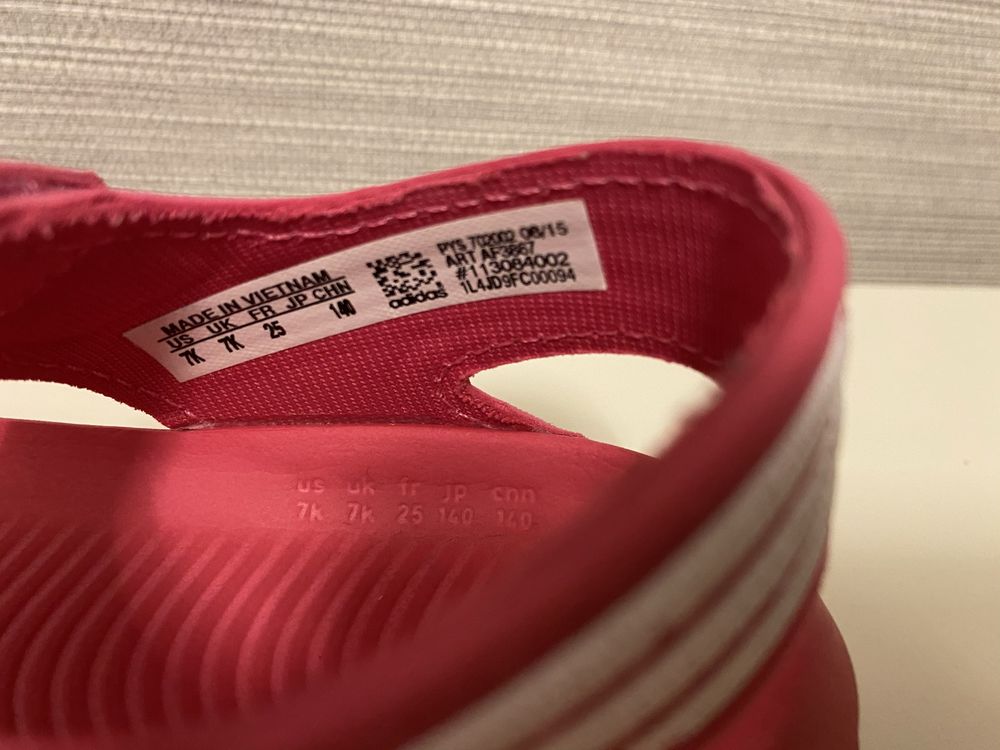 MADE IN VIETNAM
US UK FR JP CHN
7K 7K 25 140
adidas
PYS 702002 08/15
ART AF3867
#113084002
1L4JD9FC00094
us uk fr jp chn
7k 7k 25 140 140